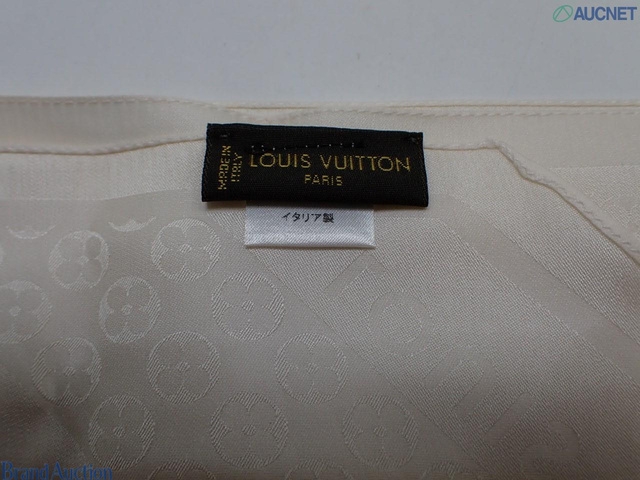 AUCNET
MADE IN
ITALY
LOUIS VUITTON
PARIS
イタリア製
Brand Auction